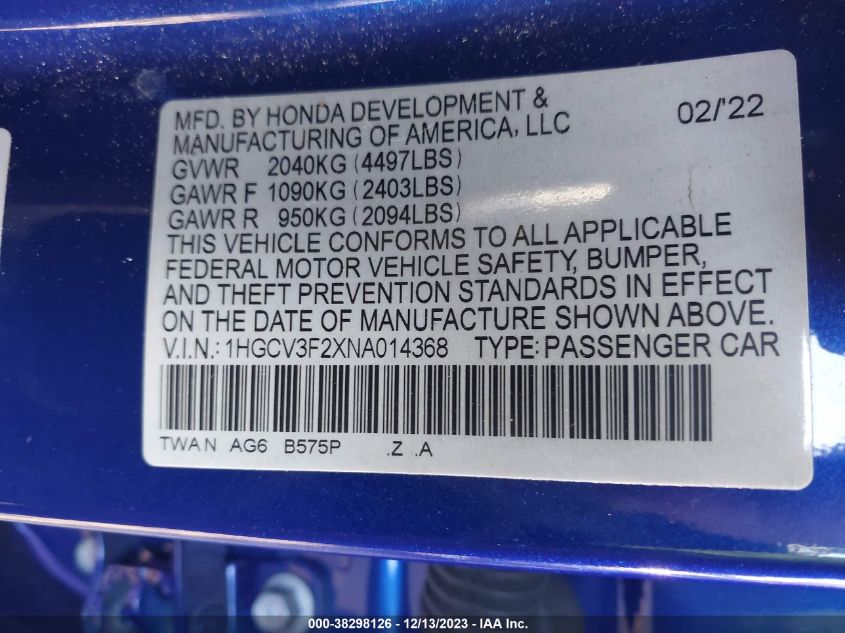 MFD. BY HONDA DEVELOPMENT & 02/'22
MANUFACTURING OF AMERICA, LLC
GVWR 2040KG (4497LBS)
GAWR F 1090KG (2403LBS)
GAWR R 950KG (2094LBS)
THIS VEHICLE CONFORMS TO ALL APPLICABLE
FEDERAL MOTOR VEHICLE SAFETY, BUMPER,
AND THEFT PREVENTION STANDARDS IN EFFECT
ON THE DATE OF MANUFACTURE SHOWN ABOVE.
V.I.N.: 1HGCV3F2XNA014368 TYPE: PASSENGER CAR
TWAN AG6 B575P .Z .A
000-38298126 - 12/13/2023 - IAA Inc.